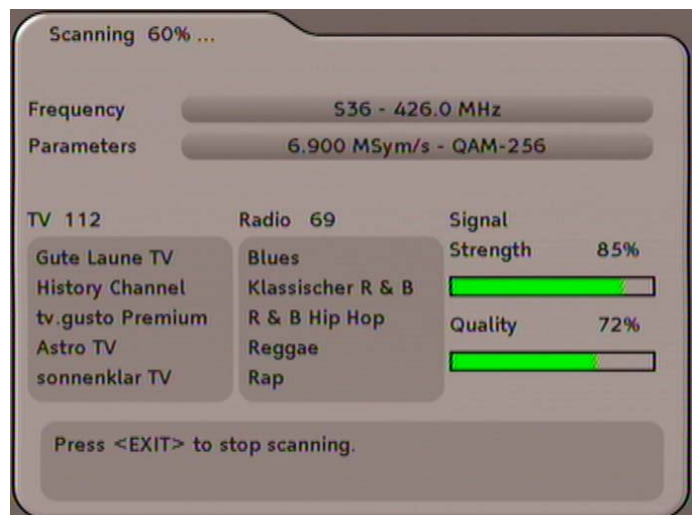 Scanning 60% ...
Frequency S36 - 426.0 MHz
Parameters 6.900 MSym/s - QAM-256
TV 112
Gute Laune TV
History Channel
tv.gusto Premium
Astro TV
sonnenklar TV
Radio 69
Blues
Klassischer R & B
R & B Hip Hop
Reggae
Rap
Signal
Strength 85%
Quality 72%
Press <EXIT> to stop scanning.